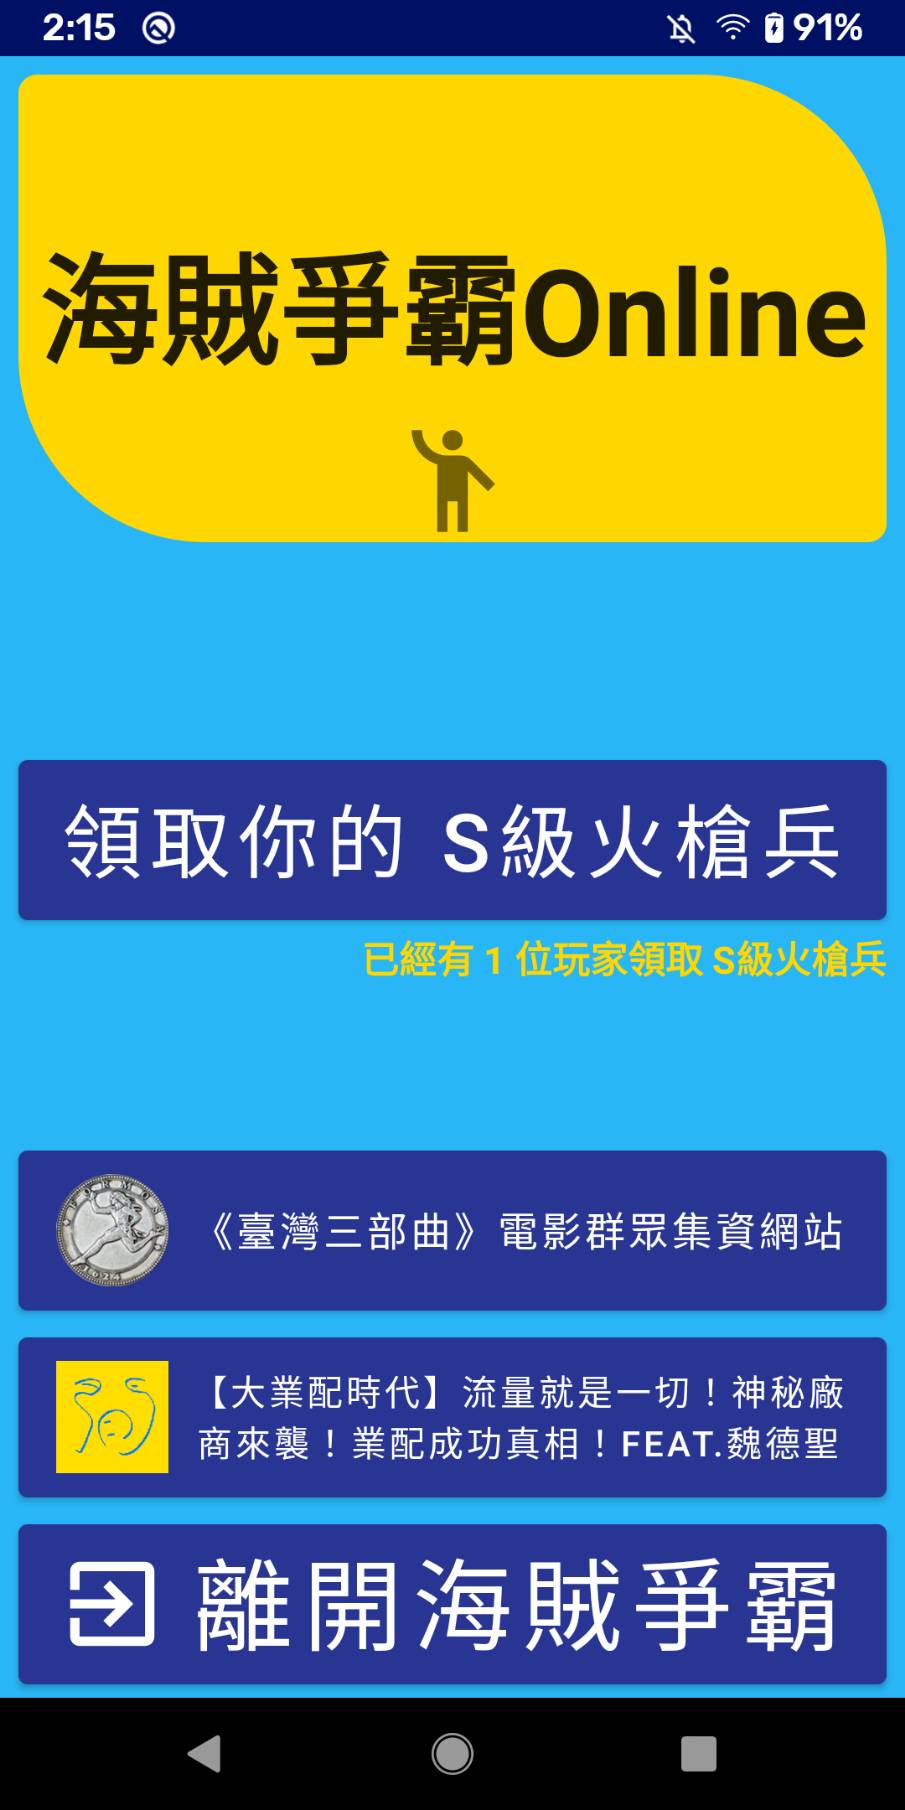 2:15
91%
海賊爭霸Online
領取你的 S級火槍兵
已經有 1 位玩家領取 S級火槍兵
FORMOSA
1624
《臺灣三部曲》電影群眾集資網站
【大業配時代】流量就是一切！神秘廠
商來襲！業配成功真相！FEAT.魏德聖
離開海賊爭霸